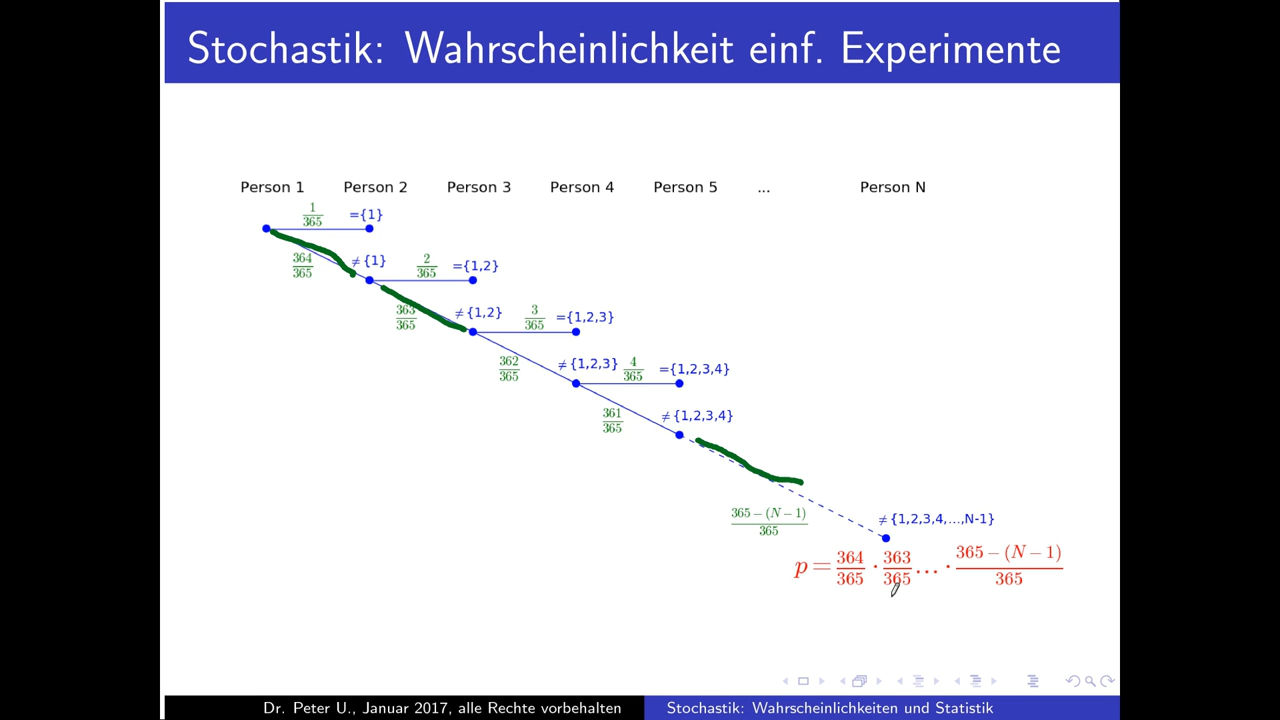 Stochastik: Wahrscheinlichkeit einf. Experimente
Person 1 Person 2 Person 3 Person 4 Person 5 ... Person N
1/365 ={1}
364/365 ≠{1} 2/365 ={1,2}
363/365 ≠{1,2} 3/365 ={1,2,3}
362/365 ≠{1,2,3} 4/365 ={1,2,3,4}
361/365 ≠{1,2,3,4}
365−(N−1)/365 ≠{1,2,3,4,...,N-1}
p = 364/365 · 363/365 ... · 365−(N−1)/365
Dr. Peter U., Januar 2017, alle Rechte vorbehalten Stochastik: Wahrscheinlichkeiten und Statistik